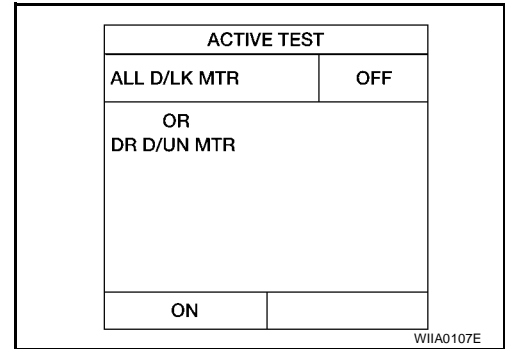 ACTIVE TEST
ALL D/LK MTR OFF
OR
DR D/UN MTR
ON
WIIA0107E